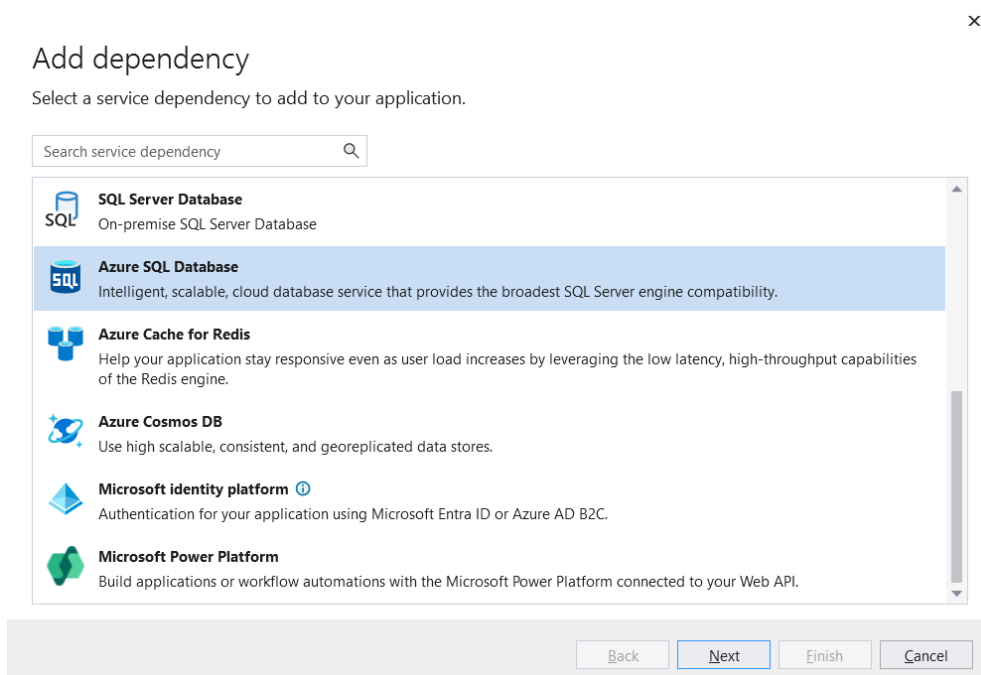 Add dependency
Select a service dependency to add to your application.
Search service dependency
SQL
SQL Server Database
On-premise SQL Server Database
SQL
Azure SQL Database
Intelligent, scalable, cloud database service that provides the broadest SQL Server engine compatibility.
Azure Cache for Redis
Help your application stay responsive even as user load increases by leveraging the low latency, high-throughput capabilities
of the Redis engine.
Azure Cosmos DB
Use high scalable, consistent, and georeplicated data stores.
Microsoft identity platform
Authentication for your application using Microsoft Entra ID or Azure AD B2C.
Microsoft Power Platform
Build applications or workflow automations with the Microsoft Power Platform connected to your Web API.
Back Next Finish Cancel